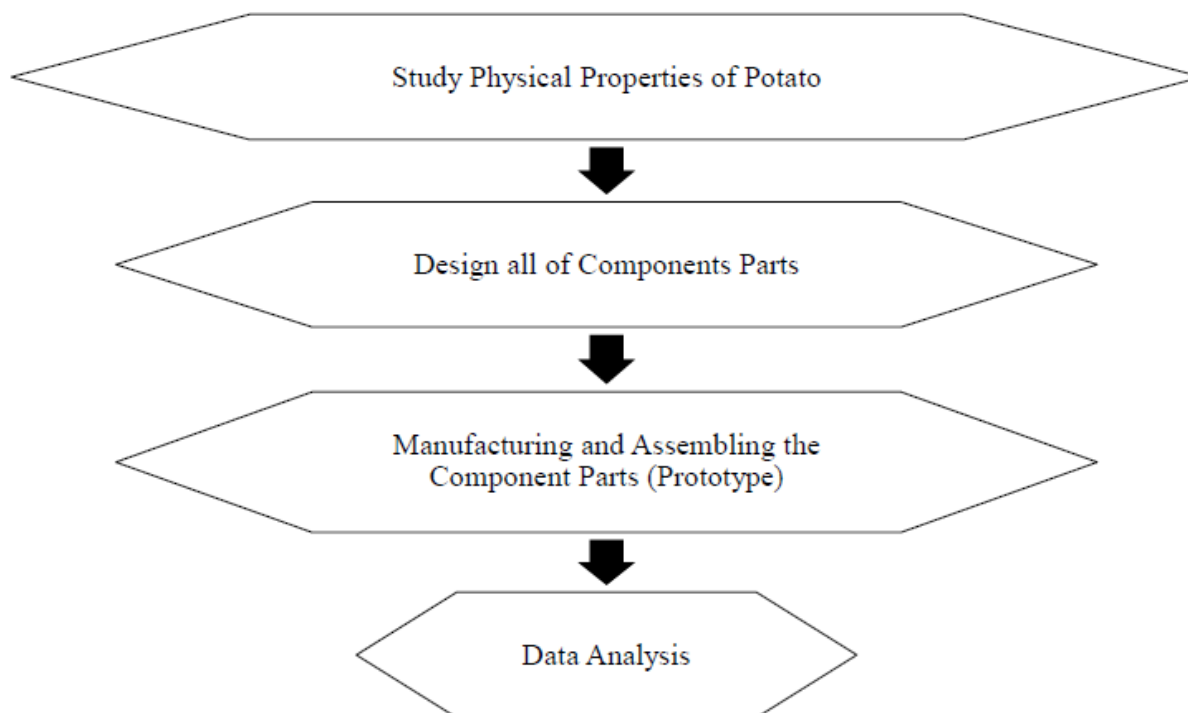 Study Physical Properties of Potato
Design all of Components Parts
Manufacturing and Assembling the
Component Parts (Prototype)
Data Analysis